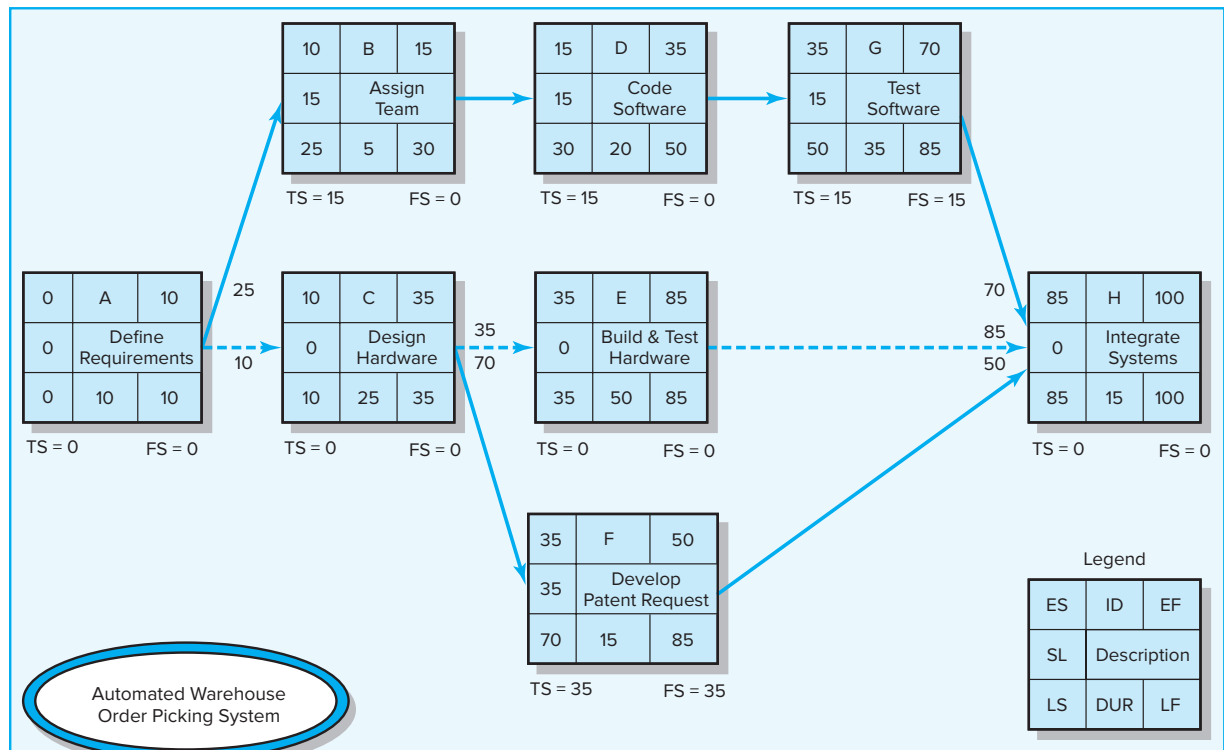 10 B 15
15 Assign
Team
25 5 30
TS = 15 FS = 0
15 D 35
15 Code
Software
30 20 50
TS = 15 FS = 0
35 G 70
15 Test
Software
50 35 85
TS = 15 FS = 15
0 A 10
0 Define
Requirements
0 10 10
TS = 0 FS = 0
25
10
10 C 35
0 Design
Hardware
10 25 35
TS = 0 FS = 0
35
70
35 E 85
0 Build & Test
Hardware
35 50 85
TS = 0 FS = 0
70
85
50
85 H 100
0 Integrate
Systems
85 15 100
TS = 0 FS = 0
35 F 50
35 Develop
Patent Request
70 15 85
TS = 35 FS = 35
Automated Warehouse
Order Picking System
Legend
ES ID EF
SL Description
LS DUR LF